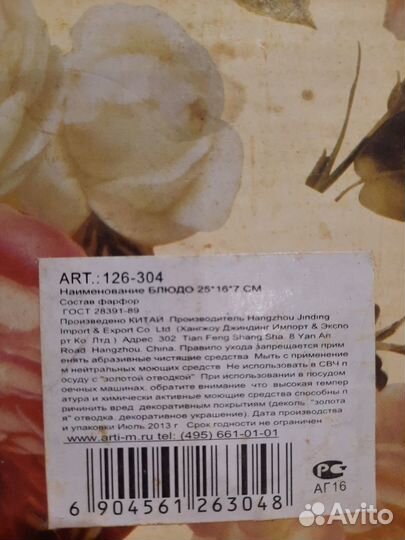 ART.: 126-304
Наименование БЛЮДО 25*16*7 СМ
Состав фарфор
ГОСТ 28391-89
Произведено КИТАЙ Производитель Hangzhou Jinding
Import & Export Co Ltd (Хангжоу Джиндинг Импорт & Экспо
рт Ко Лтд ) Адрес 302 Tian Feng Shang Sha. 8 Yan An
Road Hangzhou, China. Правило ухода запрещается прим
енять абразивные чистящие средства Мыть с применение
м нейтральных моющих средств Не использовать в СВЧ п
осуду с "золотой отводкой" При использовании в посудом
оечных машинах, обратите внимание что высокая темпер
атура и химически активные моющие средства способны п
ричинить вред декоративным покрытиям (деколь "золота
я" отводка, декоративное украшение). Дата производства
и упаковки Июль 2013 г Срок годности не ограничен
www.arti-m.ru тел: (495) 661-01-01
РС
АГ16
6 904561 263048
Avito